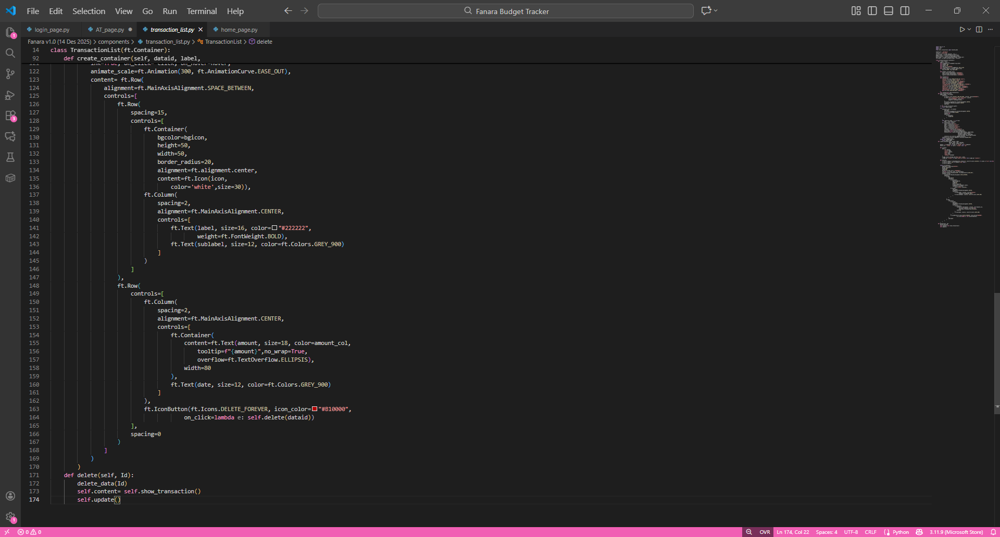 File Edit Selection View Go Run Terminal Help
Fanara Budget Tracker
login_page.py AT_page.py transaction_list.py home_page.py
Fanara v1.0 (14 Des 2025) > components > transaction_list.py > TransactionList > delete
14 class TransactionList(ft.Container):
92 def create_container(self, dataid, label,
121 ink=True, on_click= click, on_hover=hover,
122 animate_scale=ft.Animation(300, ft.AnimationCurve.EASE_OUT),
123 content= ft.Row(
124 alignment=ft.MainAxisAlignment.SPACE_BETWEEN,
125 controls=[
126 ft.Row(
127 spacing=15,
128 controls=[
129 ft.Container(
130 bgcolor=bgicon,
131 height=50,
132 width=50,
133 border_radius=20,
134 alignment=ft.alignment.center,
135 content=ft.Icon(icon,
136 color='white',size=30)),
137 ft.Column(
138 spacing=2,
139 alignment=ft.MainAxisAlignment.CENTER,
140 controls=[
141 ft.Text(label, size=16, color="#222222",
142 weight=ft.FontWeight.BOLD),
143 ft.Text(sublabel, size=12, color=ft.Colors.GREY_900)
144 ]
145 )
146 ]
147 ),
148 ft.Row(
149 controls=[
150 ft.Column(
151 spacing=2,
152 alignment=ft.MainAxisAlignment.CENTER,
153 controls=[
154 ft.Container(
155 content=ft.Text(amount, size=18, color=amount_col,
156 tooltip=f"{amount}",no_wrap=True,
157 overflow=ft.TextOverflow.ELLIPSIS),
158 width=80
159 ),
160 ft.Text(date, size=12, color=ft.Colors.GREY_900)
161 ]
162 ),
163 ft.IconButton(ft.Icons.DELETE_FOREVER, icon_color="#B10000",
164 on_click=lambda e: self.delete(dataid))
165 ],
166 spacing=0
167 )
168 ]
169 )
170 )
171 def delete(self, Id):
172 delete_data(Id)
173 self.content= self.show_transaction()
174 self.update()
1
3
1
0 0 OVR Ln 174, Col 22 Spaces: 4 UTF-8 CRLF { } Python 3.11.9 (Microsoft Store)